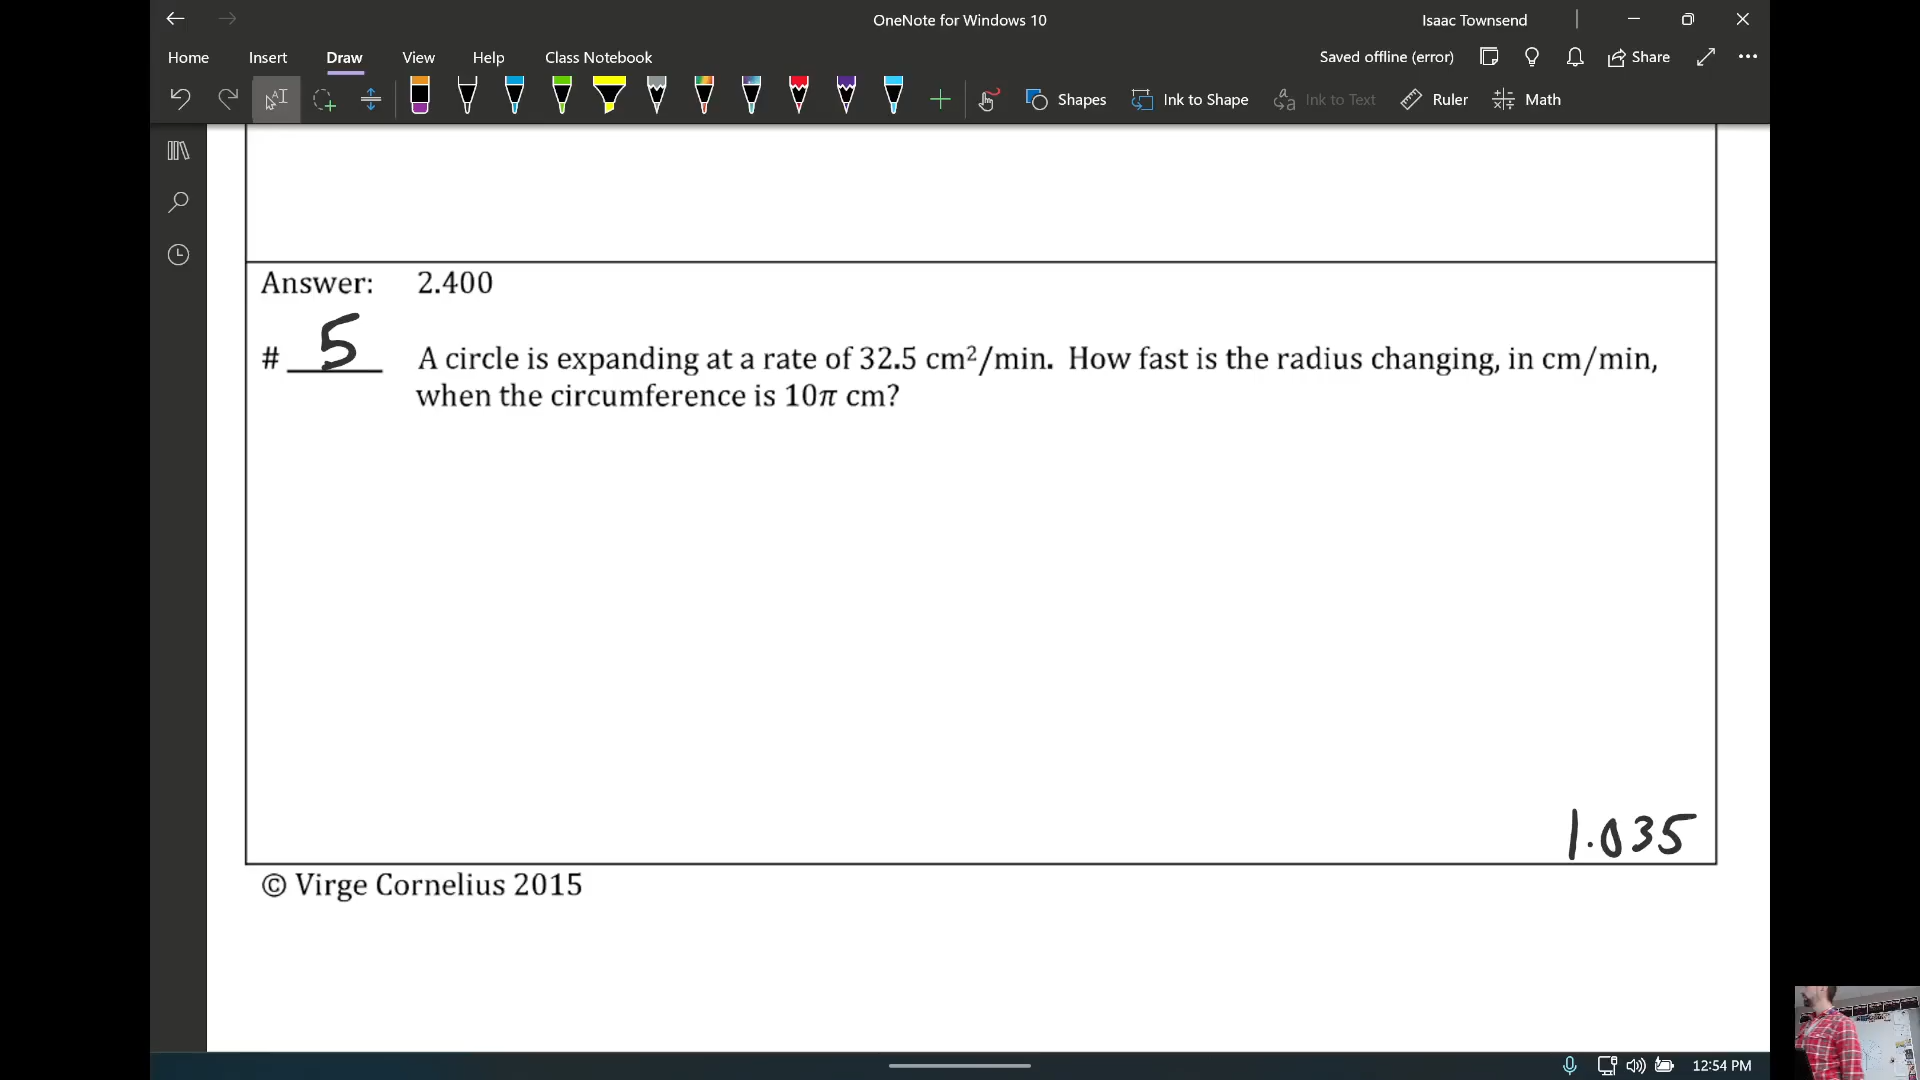 OneNote for Windows 10
Isaac Townsend
Home Insert Draw View Help Class Notebook
Saved offline (error) Share
Shapes Ink to Shape Ink to Text Ruler Math
Answer: 2.400
# 5 A circle is expanding at a rate of 32.5 cm²/min. How fast is the radius changing, in cm/min,
when the circumference is 10π cm?
1.035
© Virge Cornelius 2015
12:54 PM